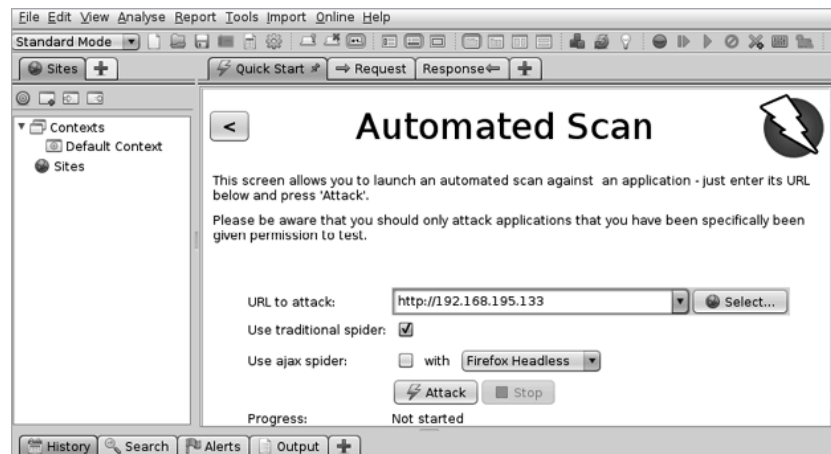 File Edit View Analyse Report Tools Import Online Help
Standard Mode
Sites
Quick Start
Request
Response
Contexts
Default Context
Sites
<
Automated Scan
This screen allows you to launch an automated scan against an application - just enter its URL
below and press 'Attack'.
Please be aware that you should only attack applications that you have been specifically been
given permission to test.
URL to attack:
http://192.168.195.133
Select...
Use traditional spider:
Use ajax spider:
with
Firefox Headless
Attack
Stop
Progress:
Not started
History
Search
Alerts
Output